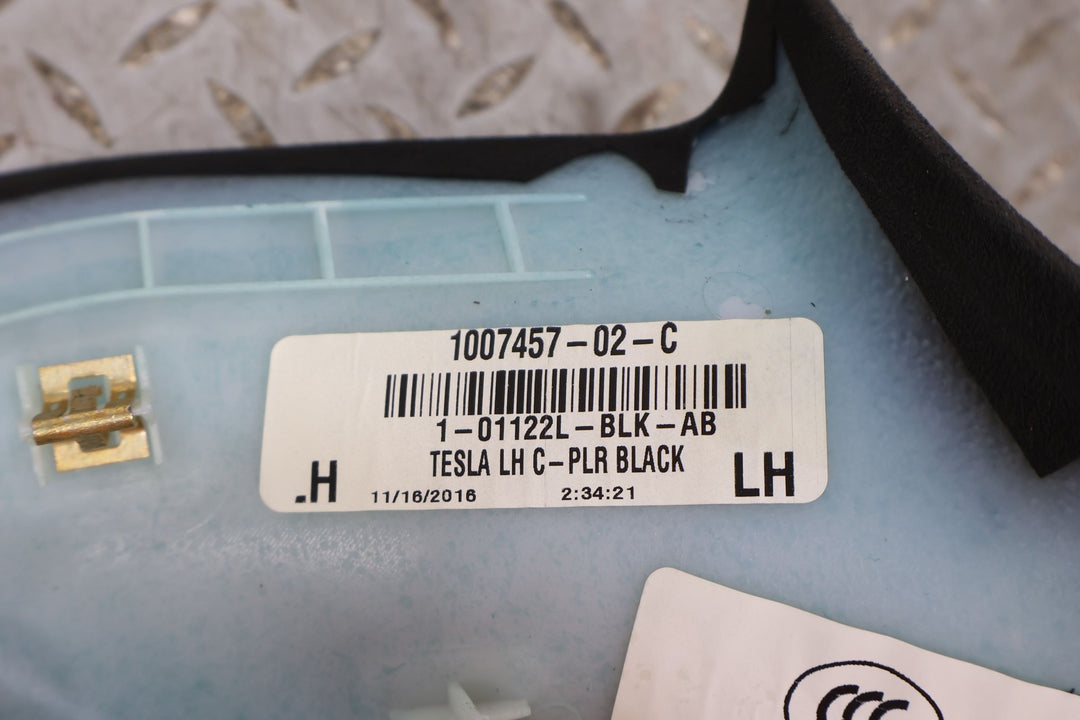 1007457-02-C
1-01122L-BLK-AB
TESLA LH C-PLR BLACK
.H 11/16/2016 2:34:21 LH